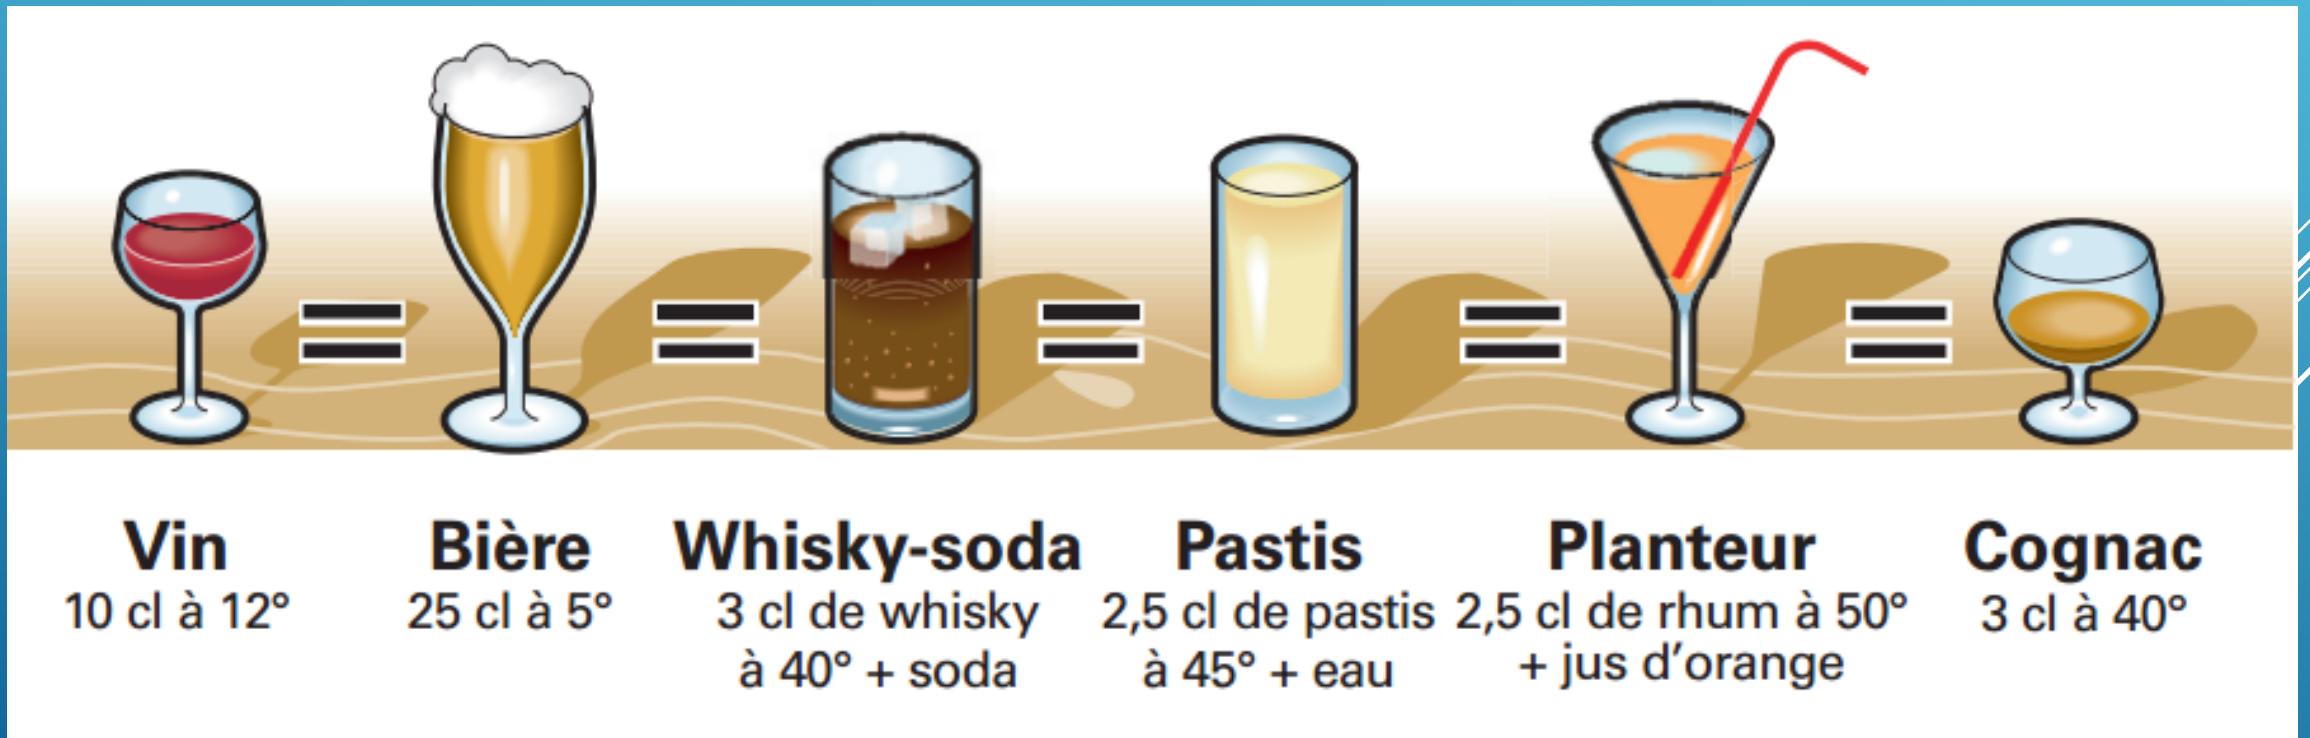 Vin
10 cl à 12°
Bière
25 cl à 5°
Whisky-soda
3 cl de whisky
à 40° + soda
Pastis
2,5 cl de pastis
à 45° + eau
Planteur
2,5 cl de rhum à 50°
+ jus d’orange
Cognac
3 cl à 40°